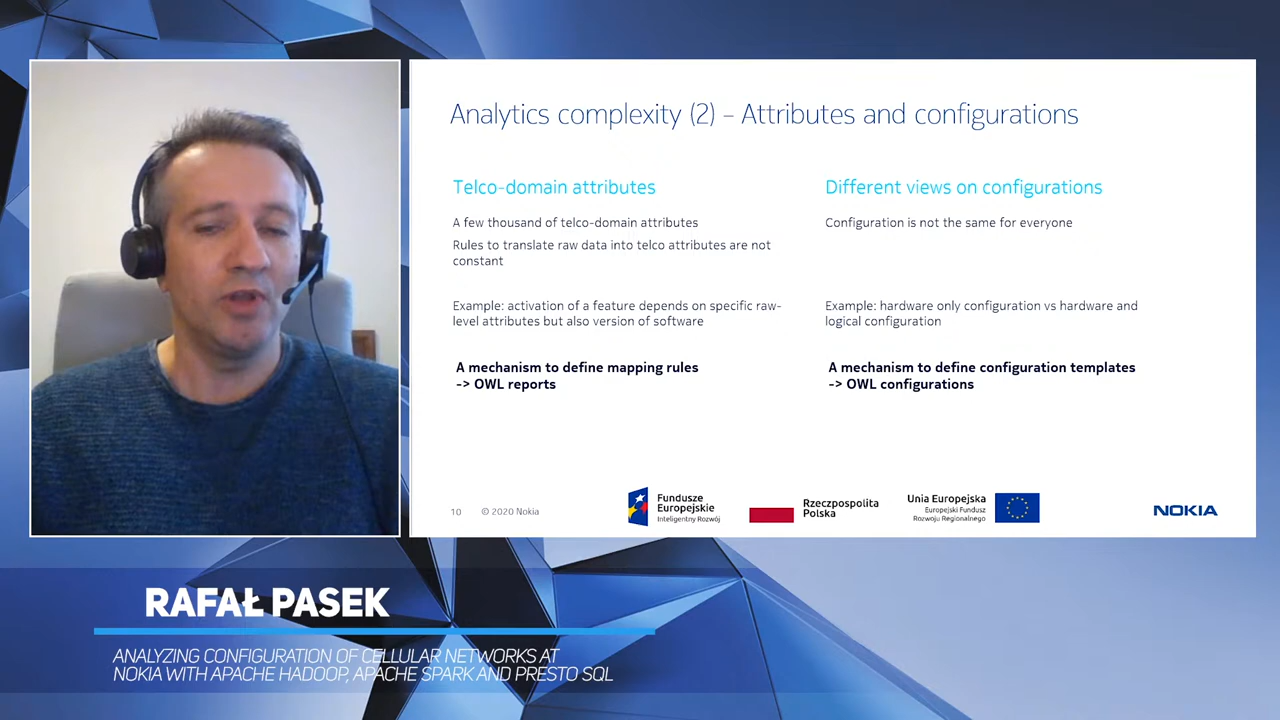 Analytics complexity (2) – Attributes and configurations
Telco-domain attributes
A few thousand of telco-domain attributes
Rules to translate raw data into telco attributes are not
constant
Example: activation of a feature depends on specific raw-
level attributes but also version of software
A mechanism to define mapping rules
-> OWL reports
Different views on configurations
Configuration is not the same for everyone
Example: hardware only configuration vs hardware and
logical configuration
A mechanism to define configuration templates
-> OWL configurations
10 © 2020 Nokia
Fundusze
Europejskie
Inteligentny Rozwój
Rzeczpospolita
Polska
Unia Europejska
Europejski Fundusz
Rozwoju Regionalnego
NOKIA
RAFAŁ PASEK
ANALYZING CONFIGURATION OF CELLULAR NETWORKS AT
NOKIA WITH APACHE HADOOP, APACHE SPARK AND PRESTO SQL